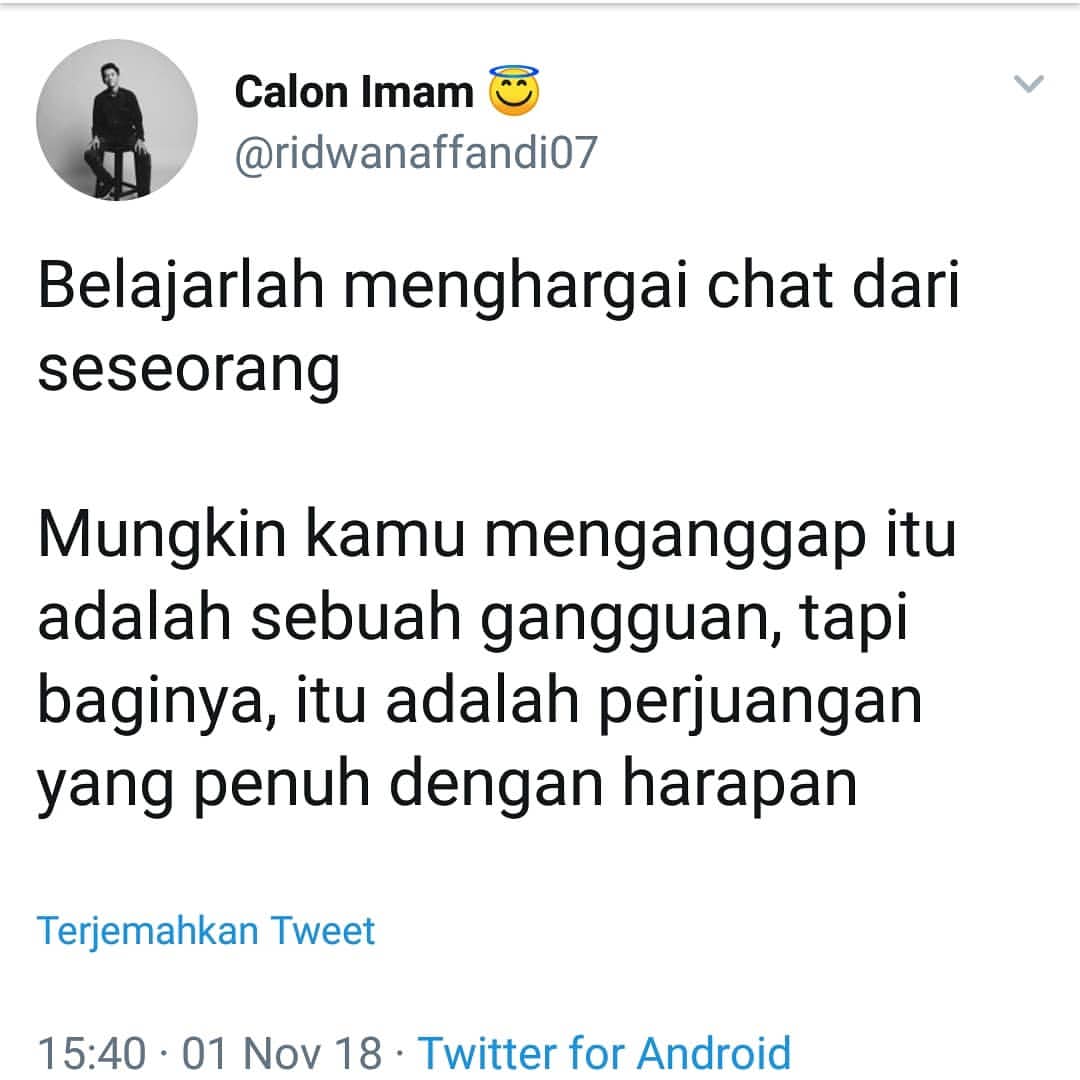 Calon Imam 😇
@ridwanaffandi07
Belajarlah menghargai chat dari
seseorang
Mungkin kamu menganggap itu
adalah sebuah gangguan, tapi
baginya, itu adalah perjuangan
yang penuh dengan harapan
Terjemahkan Tweet
15:40 · 01 Nov 18 · Twitter for Android